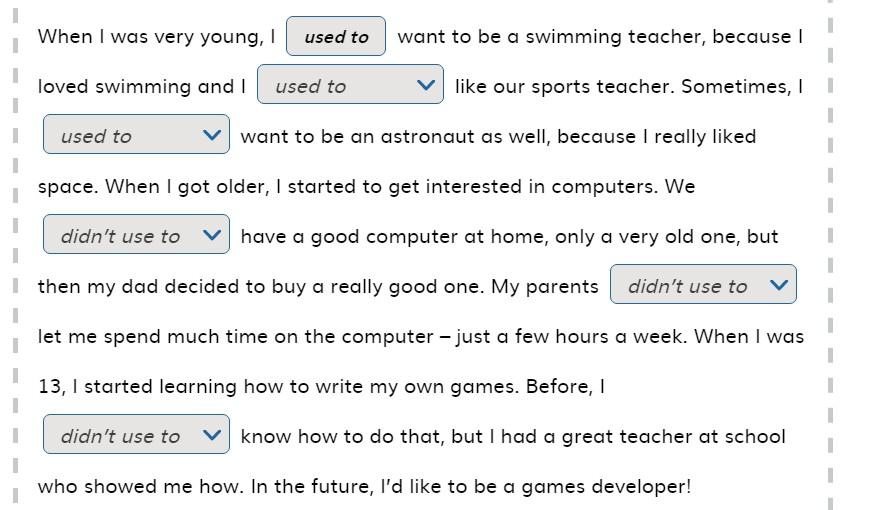 When I was very young, I used to want to be a swimming teacher, because I
loved swimming and I used to like our sports teacher. Sometimes, I
used to want to be an astronaut as well, because I really liked
space. When I got older, I started to get interested in computers. We
didn't use to have a good computer at home, only a very old one, but
then my dad decided to buy a really good one. My parents didn't use to
let me spend much time on the computer – just a few hours a week. When I was
13, I started learning how to write my own games. Before, I
didn't use to know how to do that, but I had a great teacher at school
who showed me how. In the future, I'd like to be a games developer!